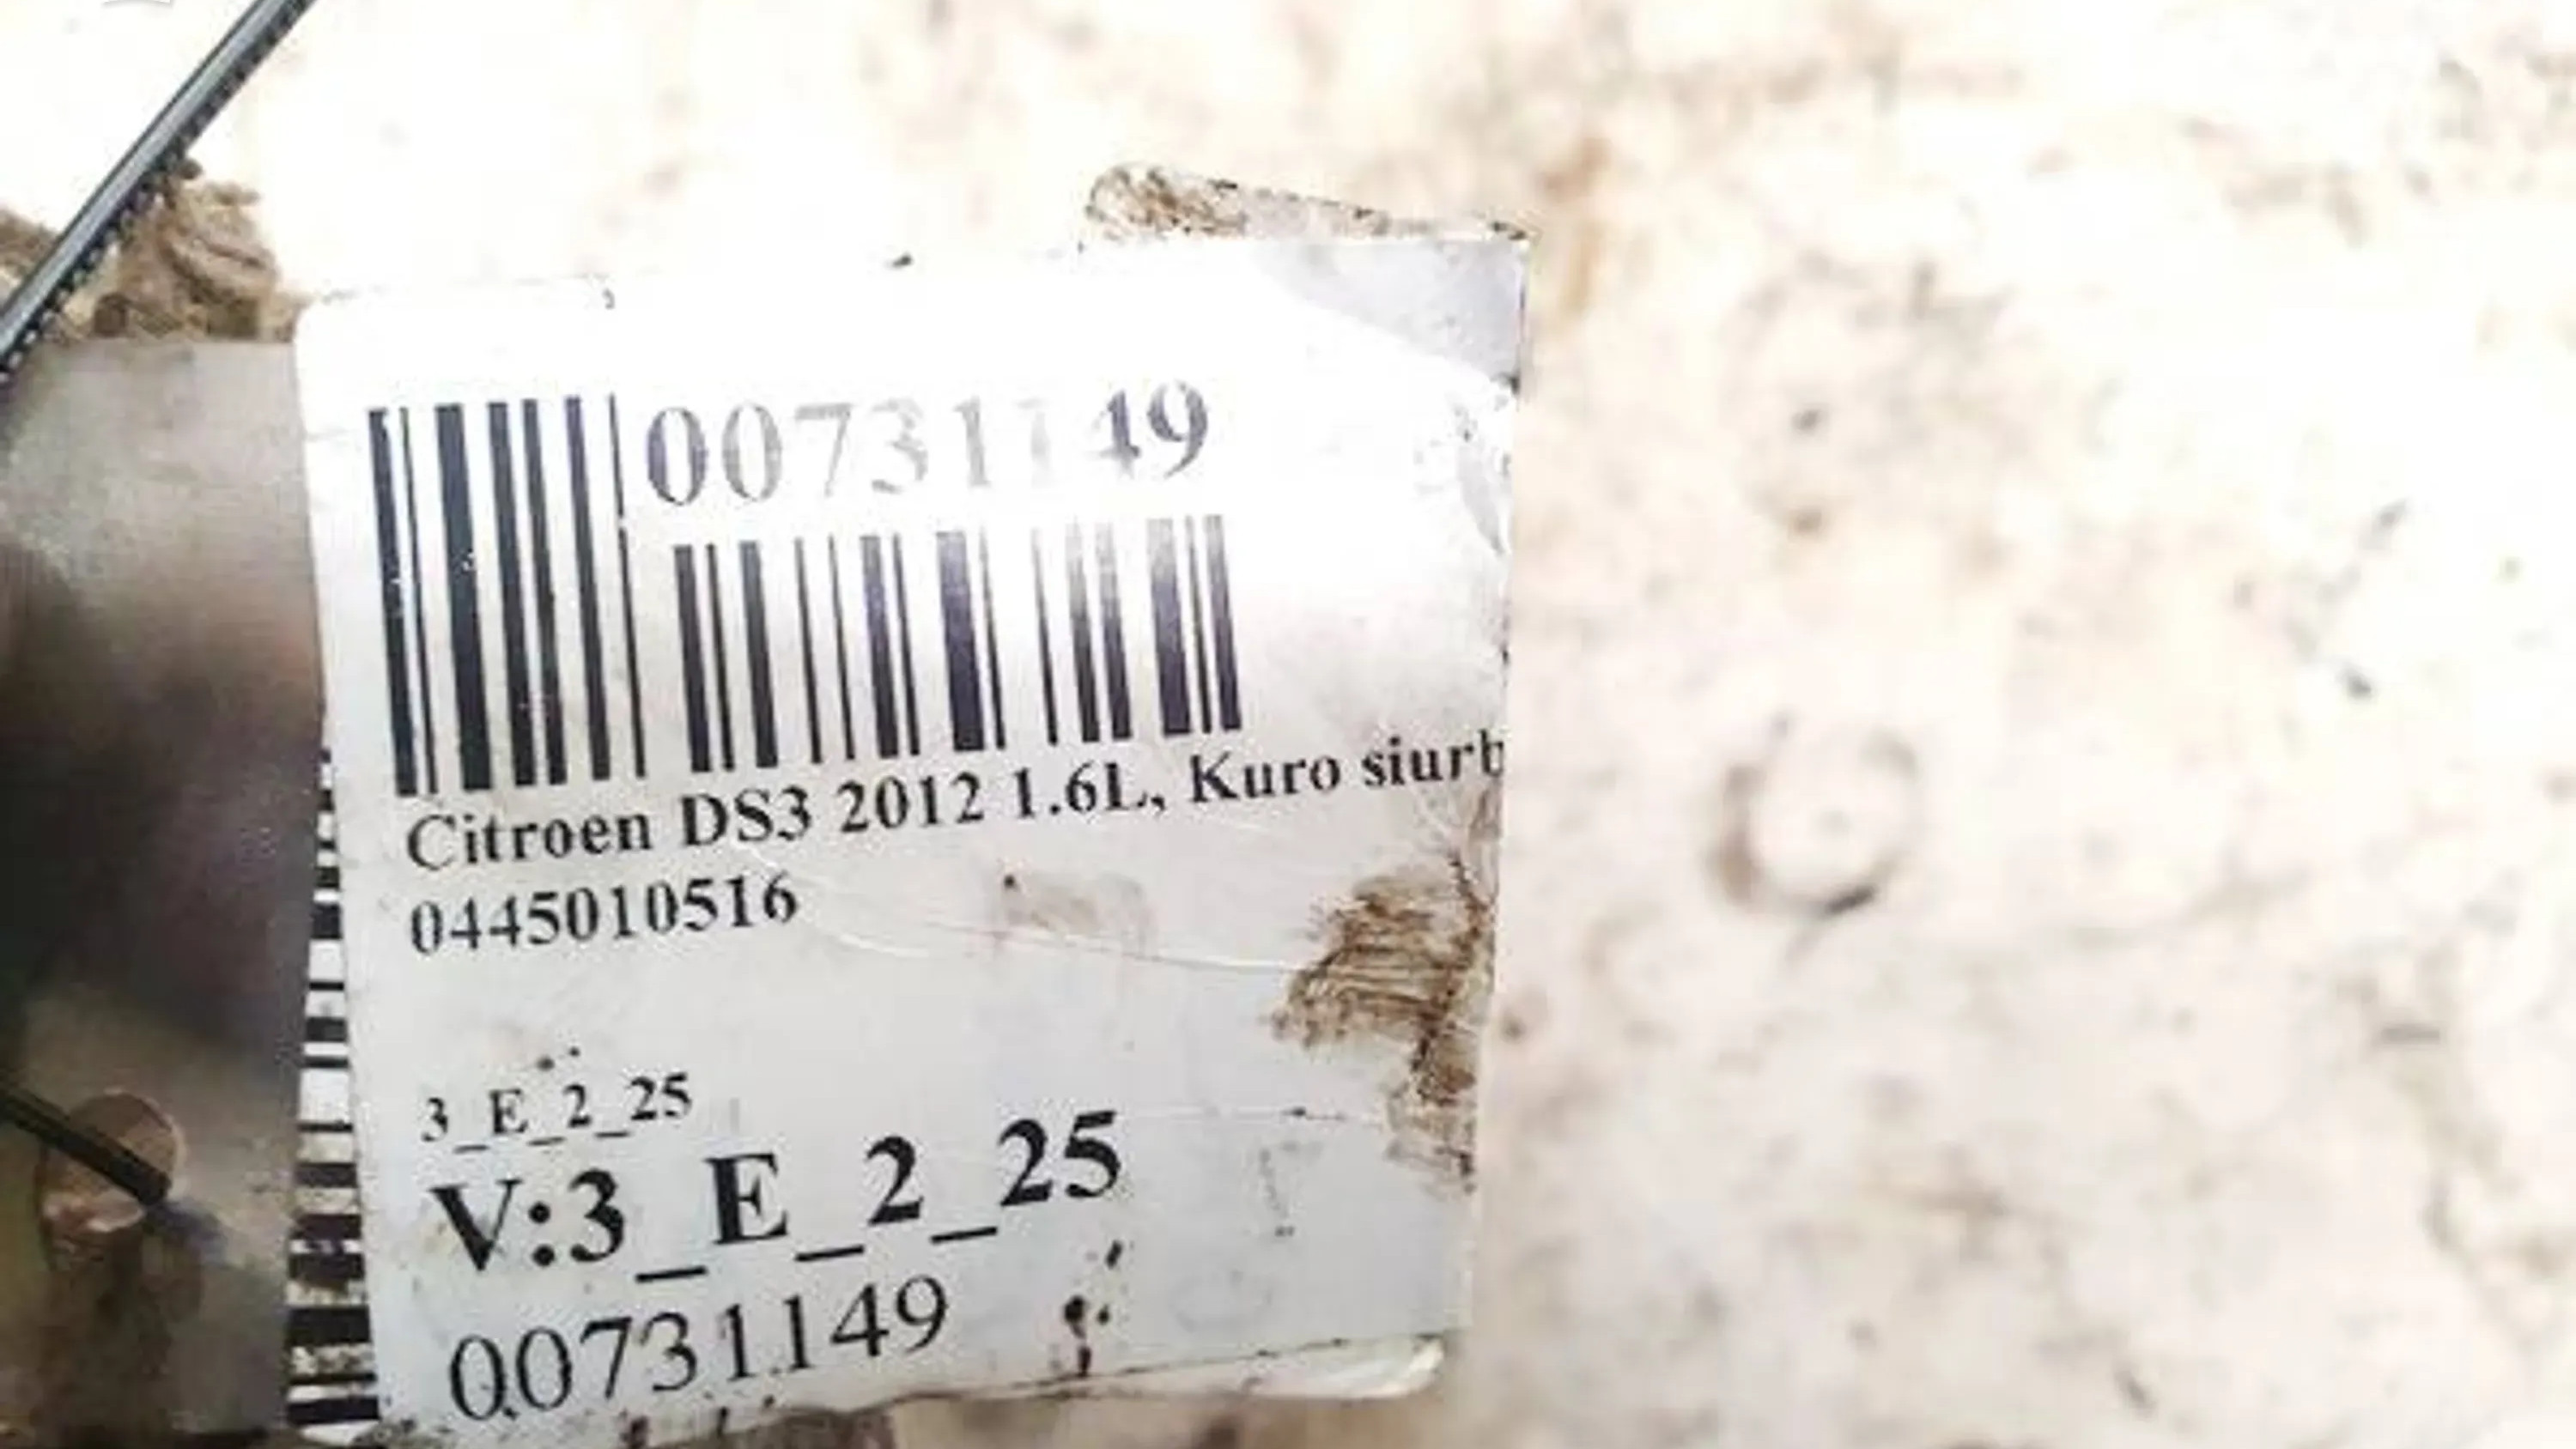 00731149
Citroen DS3 2012 1.6L, Kuro siurb
0445010516
3_E_2_25
V:3_E_2_25
00731149